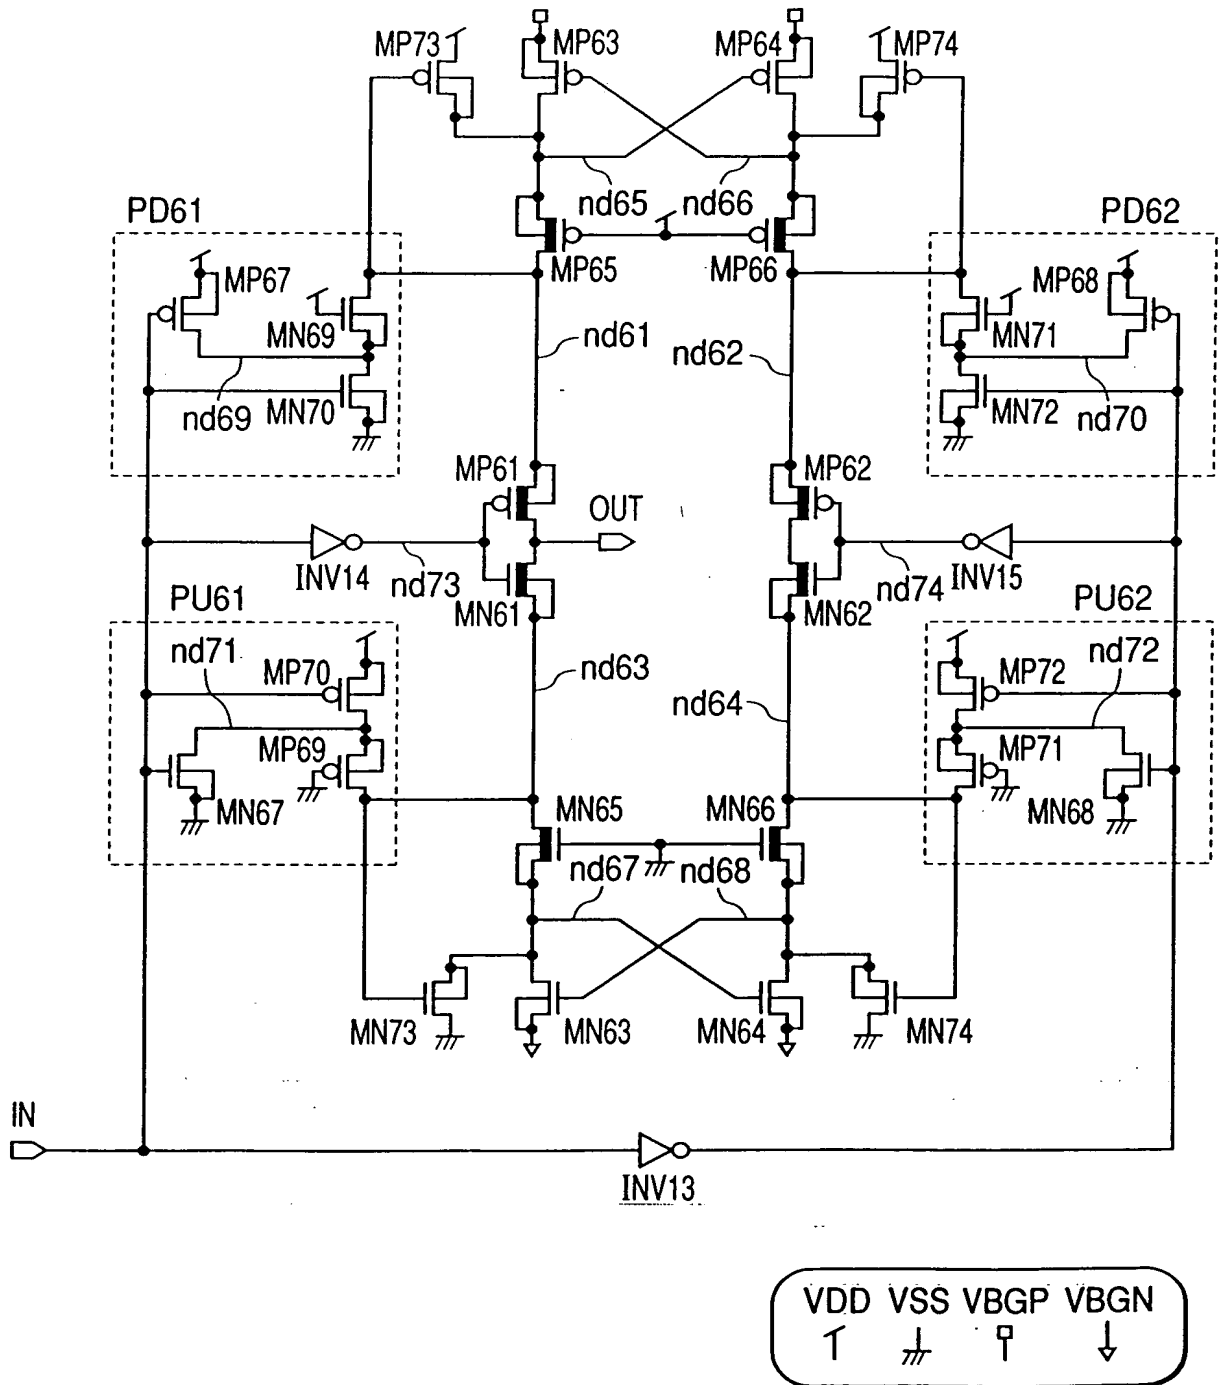 MP73 MP63 MP64 MP74
nd65 nd66
PD61 PD62
MP65 MP66
MP67 MP68
MN69 MN71
nd61
nd62
nd69 MN70 MN72 nd70
MP61 MP62
OUT
INV14 nd73 nd74 INV15
MN61 MN62
PU61 PU62
nd71 MP70 MP72 nd72
nd63
nd64
MP69 MP71
MN67 MN65 MN66 MN68
nd67 nd68
MN73 MN63 MN64 MN74
IN
INV13
VDD VSS VBGP VBGN